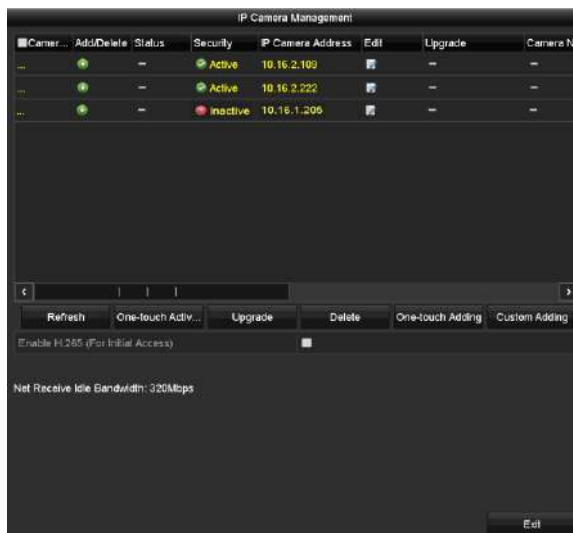 IP Camera Management
Camer... Add/Delete Status Security IP Camera Address Edit Upgrade Camera N
... – Active 10.16.2.109 – –
... – Active 10.16.2.222 – –
... – Inactive 10.16.1.205 – –
Refresh One-touch Activ... Upgrade Delete One-touch Adding Custom Adding
Enable H.265 (For Initial Access)
Net Receive Idle Bandwidth: 320Mbps
Exit